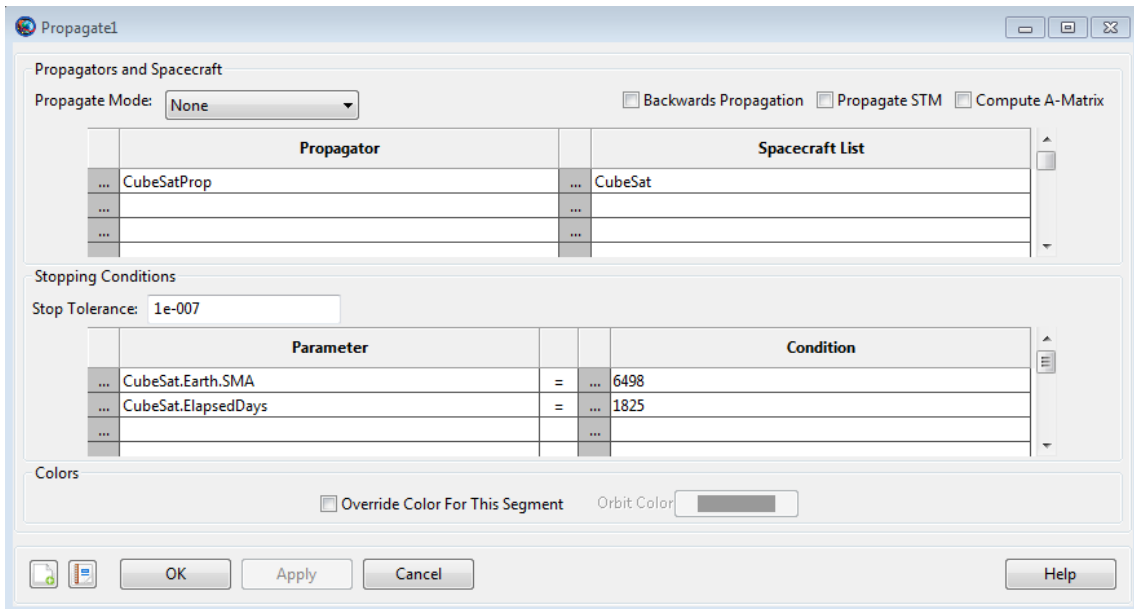 Propagate1
Propagators and Spacecraft
Propagate Mode: None Backwards Propagation Propagate STM Compute A-Matrix
Propagator Spacecraft List
... CubeSatProp ... CubeSat
... ...
... ...
Stopping Conditions
Stop Tolerance: 1e-007
Parameter Condition
... CubeSat.Earth.SMA = ... 6498
... CubeSat.ElapsedDays = ... 1825
... ...
Colors
Override Color For This Segment Orbit Color
OK Apply Cancel Help